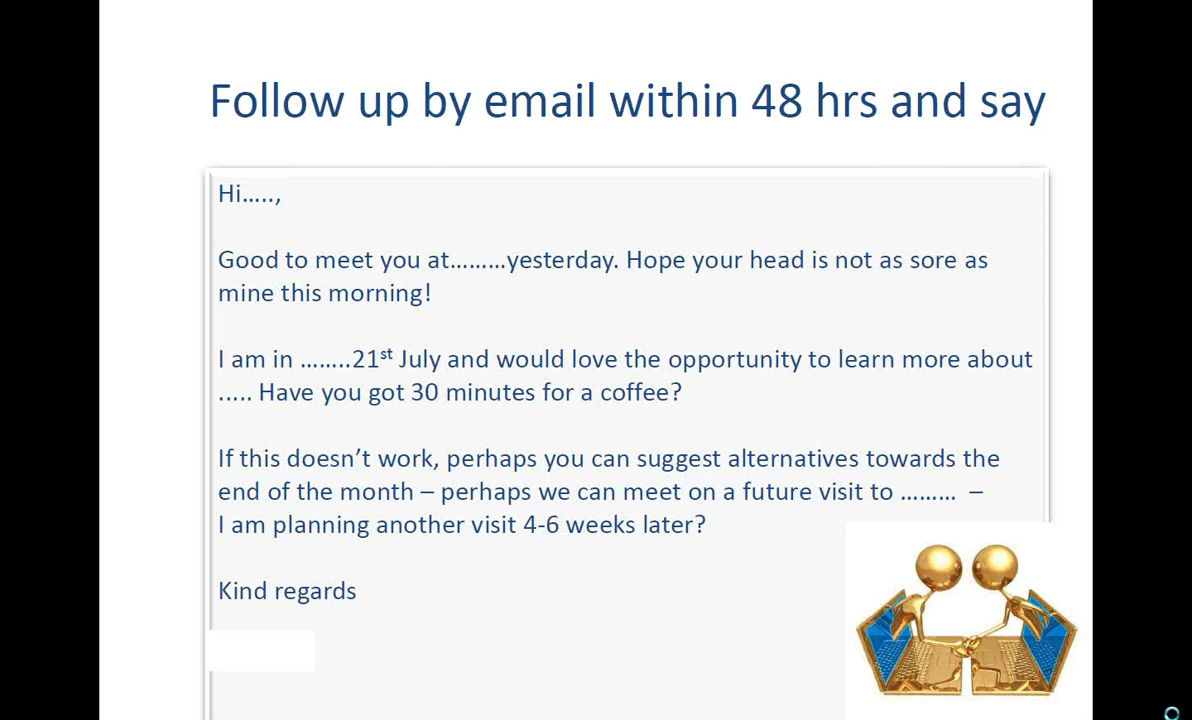 Follow up by email within 48 hrs and say
Hi…..,
Good to meet you at………yesterday. Hope your head is not as sore as
mine this morning!
I am in ……..21st July and would love the opportunity to learn more about
….. Have you got 30 minutes for a coffee?
If this doesn’t work, perhaps you can suggest alternatives towards the
end of the month – perhaps we can meet on a future visit to ……… –
I am planning another visit 4-6 weeks later?
Kind regards